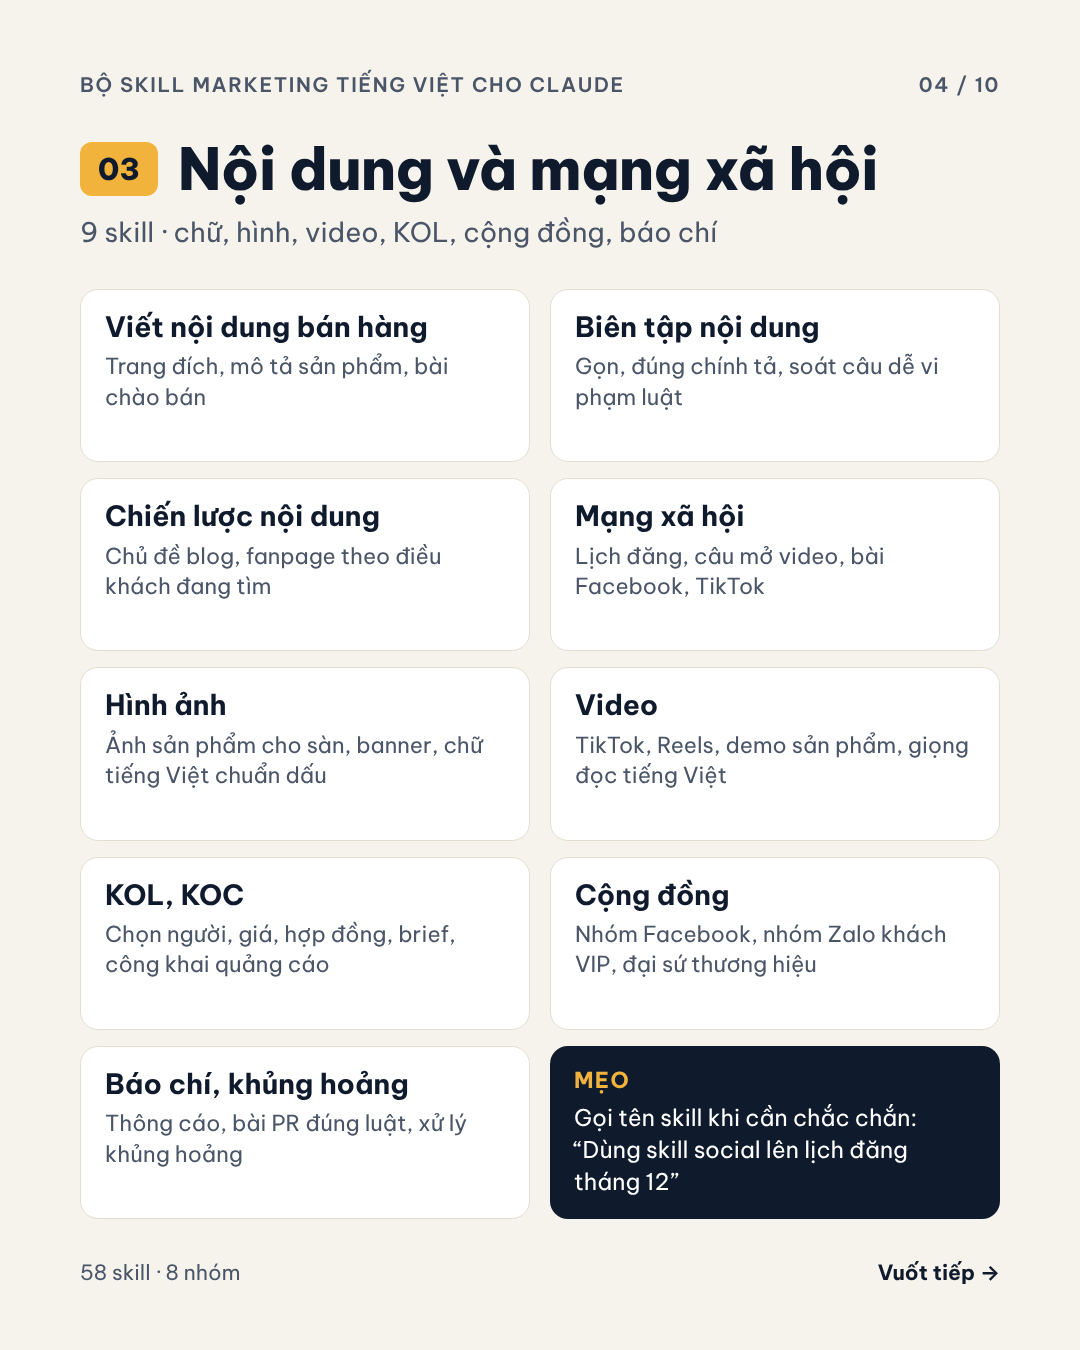 BỘ SKILL MARKETING TIẾNG VIỆT CHO CLAUDE
04 / 10
03
Nội dung và mạng xã hội
9 skill · chữ, hình, video, KOL, cộng đồng, báo chí
Viết nội dung bán hàng
Trang đích, mô tả sản phẩm, bài
chào bán
Biên tập nội dung
Gọn, đúng chính tả, soát câu dễ vi
phạm luật
Chiến lược nội dung
Chủ đề blog, fanpage theo điều
khách đang tìm
Mạng xã hội
Lịch đăng, câu mở video, bài
Facebook, TikTok
Hình ảnh
Ảnh sản phẩm cho sàn, banner, chữ
tiếng Việt chuẩn dấu
Video
TikTok, Reels, demo sản phẩm, giọng
đọc tiếng Việt
KOL, KOC
Chọn người, giá, hợp đồng, brief,
công khai quảng cáo
Cộng đồng
Nhóm Facebook, nhóm Zalo khách
VIP, đại sứ thương hiệu
Báo chí, khủng hoảng
Thông cáo, bài PR đúng luật, xử lý
khủng hoảng
MẸO
Gọi tên skill khi cần chắc chắn:
“Dùng skill social lên lịch đăng
tháng 12”
58 skill · 8 nhóm
Vuốt tiếp →